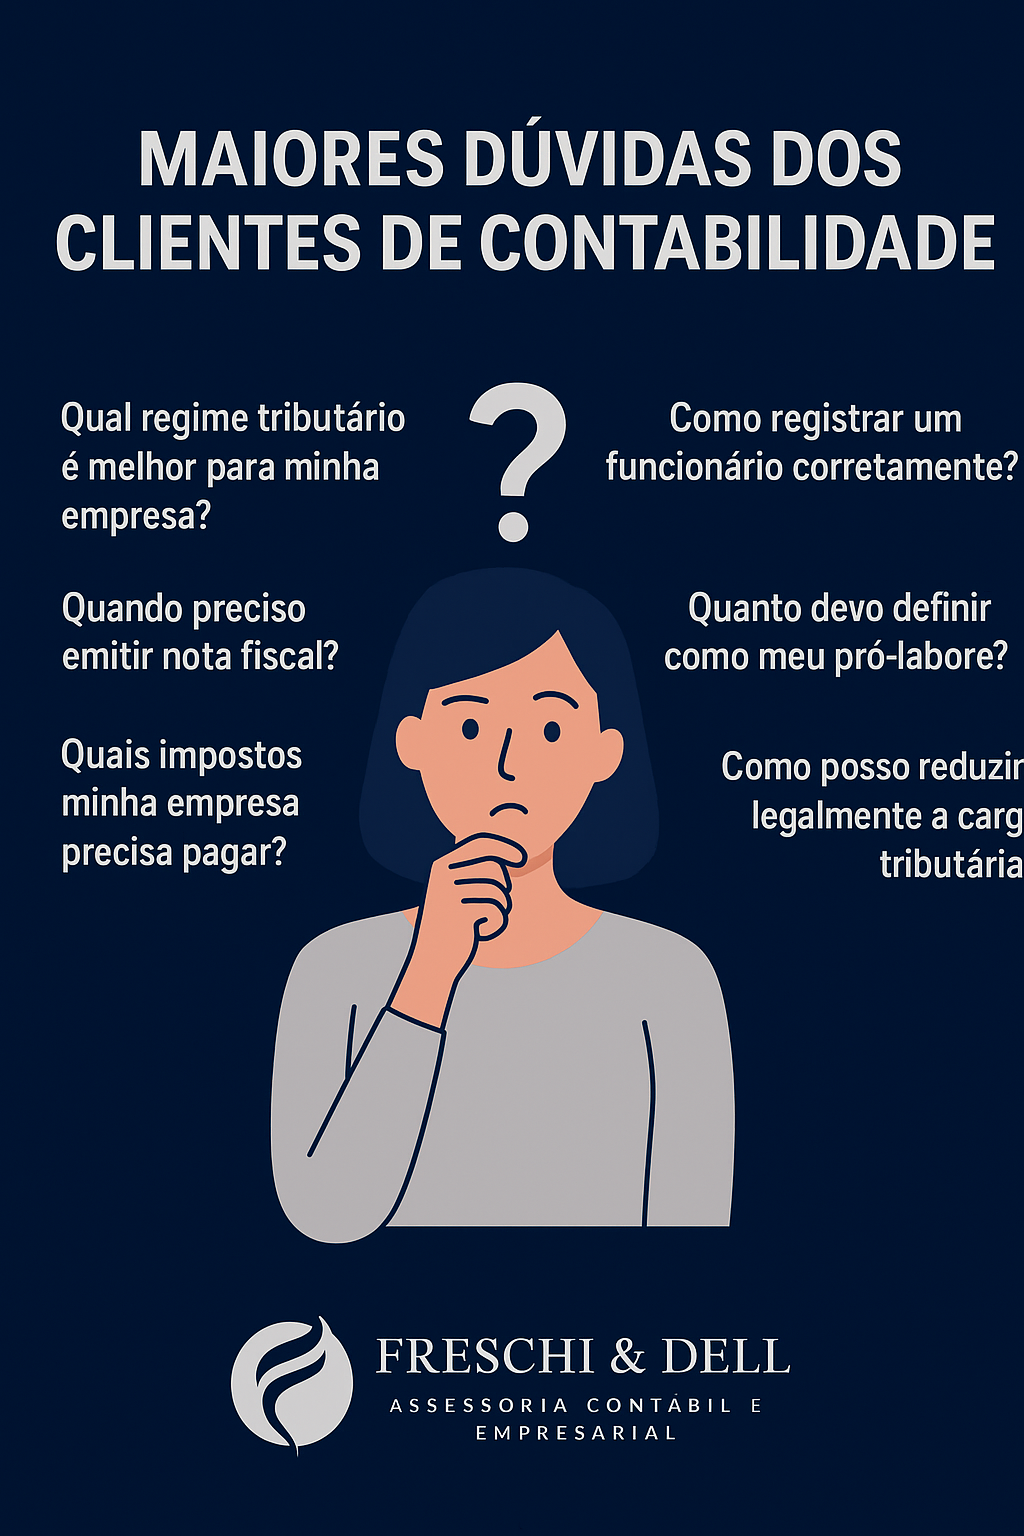 MAIORES DÚVIDAS DOS
CLIENTES DE CONTABILIDADE
?
Qual regime tributário
é melhor para minha
empresa?
Quando preciso
emitir nota fiscal?
Quais impostos
minha empresa
precisa pagar?
Como registrar um
funcionário corretamente?
Quanto devo definir
como meu pró-labore?
Como posso reduzir
legalmente a carg
tributária
FRESCHI & DELL
ASSESSORIA CONTÁBIL E
EMPRESARIAL